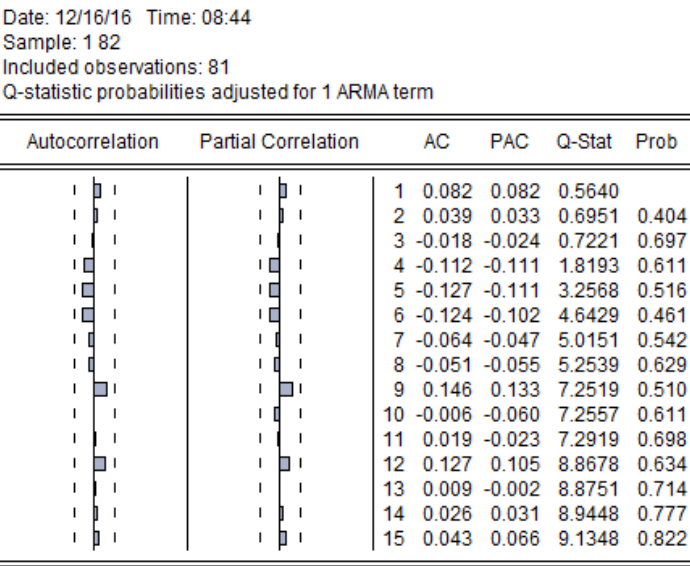 Date: 12/16/16 Time: 08:44
Sample: 1 82
Included observations: 81
Q-statistic probabilities adjusted for 1 ARMA term
Autocorrelation Partial Correlation AC PAC Q-Stat Prob
1 0.082 0.082 0.5640
2 0.039 0.033 0.6951 0.404
3 -0.018 -0.024 0.7221 0.697
4 -0.112 -0.111 1.8193 0.611
5 -0.127 -0.111 3.2568 0.516
6 -0.124 -0.102 4.6429 0.461
7 -0.064 -0.047 5.0151 0.542
8 -0.051 -0.055 5.2539 0.629
9 0.146 0.133 7.2519 0.510
10 -0.006 -0.060 7.2557 0.611
11 0.019 -0.023 7.2919 0.698
12 0.127 0.105 8.8678 0.634
13 0.009 -0.002 8.8751 0.714
14 0.026 0.031 8.9448 0.777
15 0.043 0.066 9.1348 0.822